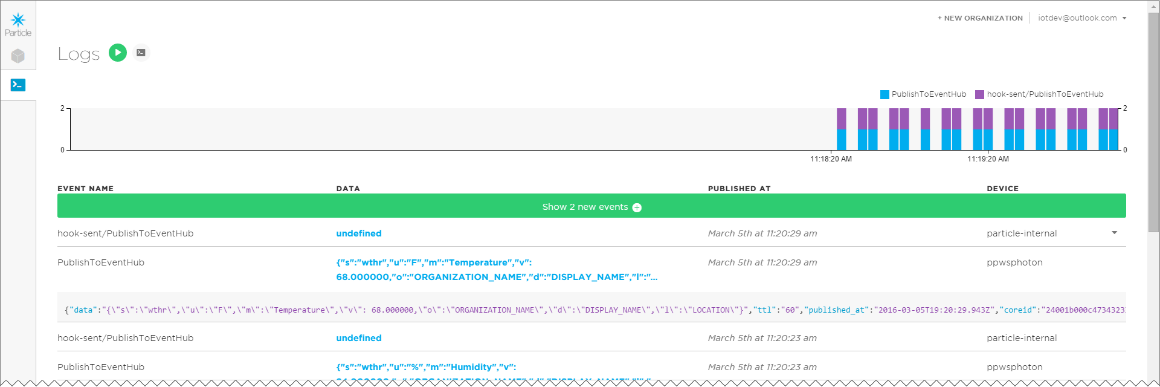 + NEW ORGANIZATION iotdev@outlook.com
Particle
Logs
PublishToEventHub hook-sent/PublishToEventHub
2 2
0 0
11:18:20 AM 11:19:20 AM
EVENT NAME DATA PUBLISHED AT DEVICE
Show 2 new events
hook-sent/PublishToEventHub undefined March 5th at 11:20:29 am particle-internal
PublishToEventHub {"s":"wthr","u":"F","m":"Temperature","v": March 5th at 11:20:29 am ppwsphoton
68.000000,"o":"ORGANIZATION_NAME","d":"DISPLAY_NAME","l":"...
{"data":"{\"s\":\"wthr\",\"u\":\"F\",\"m\":\"Temperature\",\"v\": 68.000000,\"o\":\"ORGANIZATION_NAME\",\"d\":\"DISPLAY_NAME\",\"l\":\"LOCATION\"}","ttl":"60","published_at":"2016-03-05T19:20:29.943Z","coreid":"24001b000c4734323
hook-sent/PublishToEventHub undefined March 5th at 11:20:23 am particle-internal
PublishToEventHub {"s":"wthr","u":"%","m":"Humidity","v": March 5th at 11:20:23 am ppwsphoton